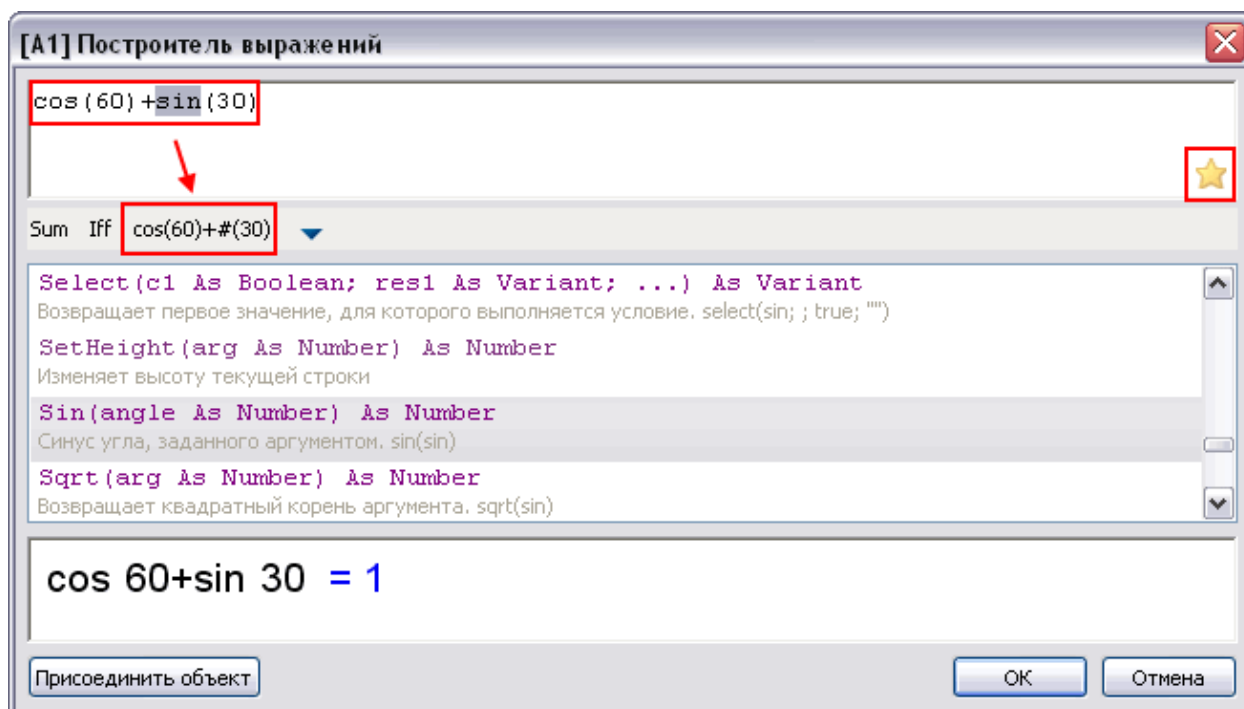 [A1] Построитель выражений
cos(60)+sin(30)
Sum Iff cos(60)+#(30)
Select(c1 As Boolean; res1 As Variant; ...) As Variant
Возвращает первое значение, для которого выполняется условие. select(sin; ; true; "")
SetHeight(arg As Number) As Number
Изменяет высоту текущей строки
Sin(angle As Number) As Number
Синус угла, заданного аргументом. sin(sin)
Sqrt(arg As Number) As Number
Возвращает квадратный корень аргумента. sqrt(sin)
cos 60+sin 30 = 1
Присоединить объект ОК Отмена